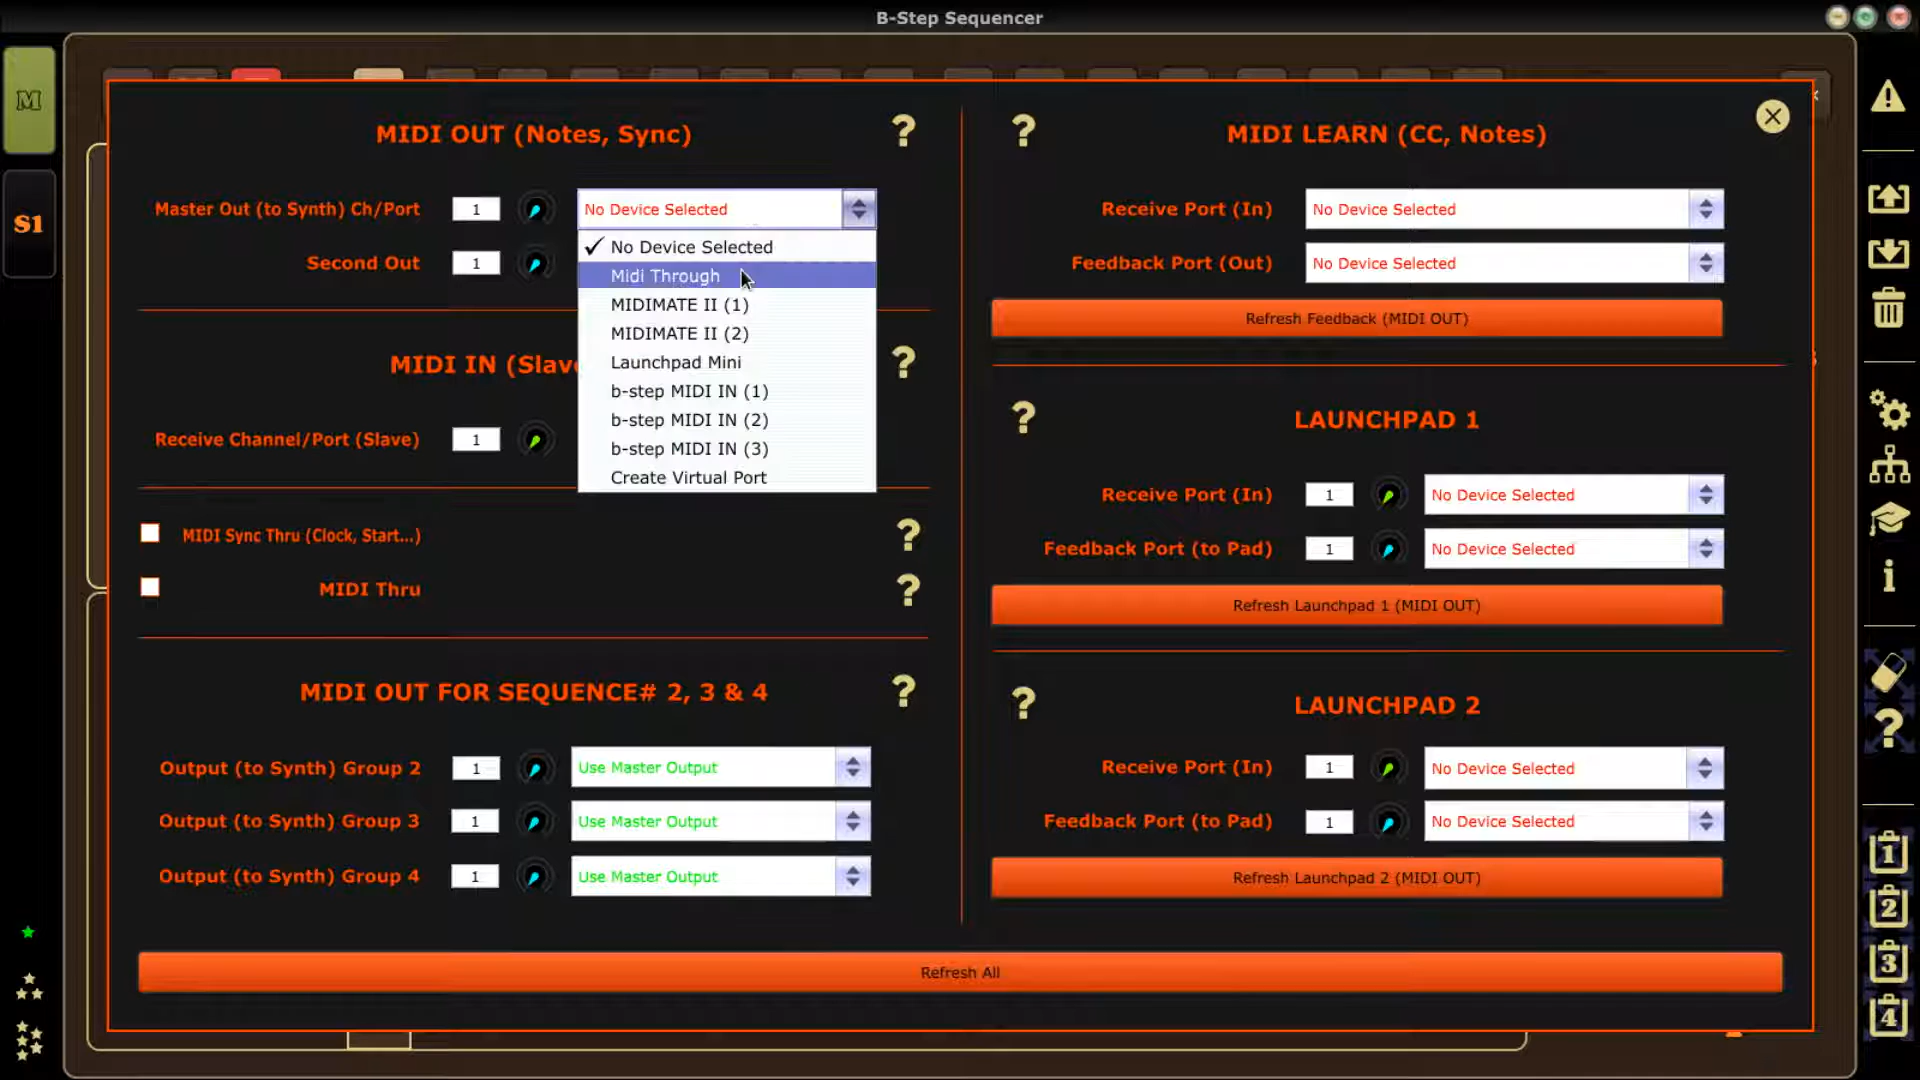 B-Step Sequencer
M
S1
MIDI OUT (Notes, Sync)
?
Master Out (to Synth) Ch/Port
1
No Device Selected
✓ No Device Selected
Midi Through
MIDIMATE II (1)
MIDIMATE II (2)
Launchpad Mini
b-step MIDI IN (1)
b-step MIDI IN (2)
b-step MIDI IN (3)
Create Virtual Port
Second Out
1
MIDI IN (Slav
?
Receive Channel/Port (Slave)
1
MIDI Sync Thru (Clock, Start...)
?
MIDI Thru
?
MIDI OUT FOR SEQUENCE# 2, 3 & 4
?
Output (to Synth) Group 2
1
Use Master Output
Output (to Synth) Group 3
1
Use Master Output
Output (to Synth) Group 4
1
Use Master Output
?
MIDI LEARN (CC, Notes)
Receive Port (In)
No Device Selected
Feedback Port (Out)
No Device Selected
Refresh Feedback (MIDI OUT)
?
LAUNCHPAD 1
Receive Port (In)
1
No Device Selected
Feedback Port (to Pad)
1
No Device Selected
Refresh Launchpad 1 (MIDI OUT)
?
LAUNCHPAD 2
Receive Port (In)
1
No Device Selected
Feedback Port (to Pad)
1
No Device Selected
Refresh Launchpad 2 (MIDI OUT)
Refresh All
i
?
1
2
3
4